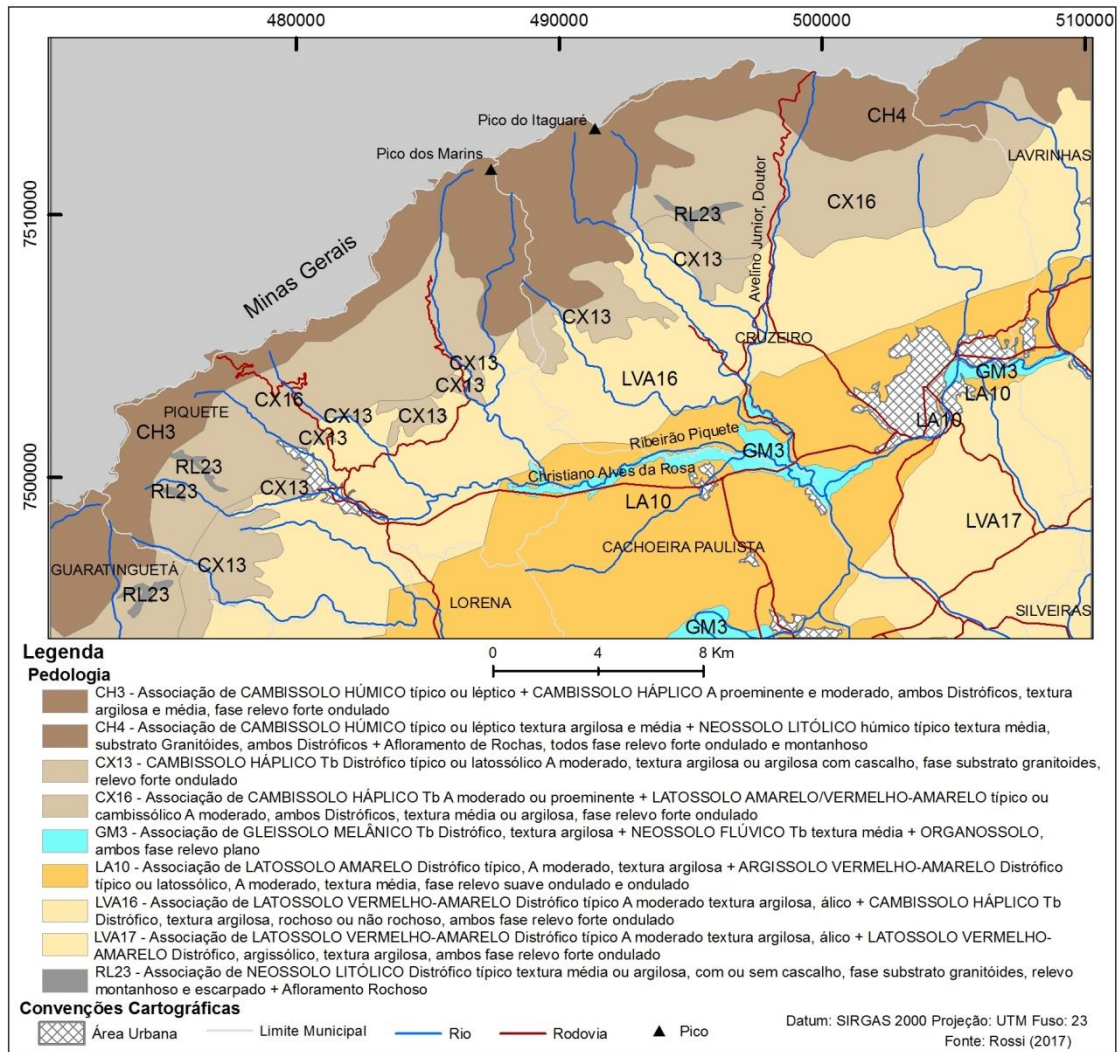 480000 490000 500000 510000
Pico do Itaguaré
CH4
Pico dos Marins
LAVRINHAS
7510000
RL23
CX16
Avelino Junior, Doutor
CX13
Minas Gerais
CX13
CRUZEIRO
CX13
GM3
CX13
LVA16
LA10
CX16
CX13
CX13
PIQUETE
CH3
CX13
LA10
Ribeirão Piquete
GM3
RL23
7500000
Christiano Alves da Rosa
RL23
CX13
LA10
LVA17
CACHOEIRA PAULISTA
CX13
GUARATINGUETÁ
RL23
LORENA
SILVEIRAS
GM3
Legenda
0 4 8 Km
Pedologia
CH3 - Associação de CAMBISSOLO HÚMICO típico ou léptico + CAMBISSOLO HÁPLICO A proeminente e moderado, ambos Distróficos, textura
argilosa e média, fase relevo forte ondulado
CH4 - Associação de CAMBISSOLO HÚMICO típico ou léptico textura argilosa e média + NEOSSOLO LITÓLICO húmico típico textura média,
substrato Granitóides, ambos Distróficos + Afloramento de Rochas, todos fase relevo forte ondulado e montanhoso
CX13 - CAMBISSOLO HÁPLICO Tb Distrófico típico ou latossólico A moderado, textura argilosa ou argilosa com cascalho, fase substrato granitoides,
relevo forte ondulado
CX16 - Associação de CAMBISSOLO HÁPLICO Tb A moderado ou proeminente + LATOSSOLO AMARELO/VERMELHO-AMARELO típico ou
cambissólico A moderado, ambos Distróficos, textura média ou argilosa, fase relevo forte ondulado
GM3 - Associação de GLEISSOLO MELÂNICO Tb Distrófico, textura argilosa + NEOSSOLO FLÚVICO Tb textura média + ORGANOSSOLO,
ambos fase relevo plano
LA10 - Associação de LATOSSOLO AMARELO Distrófico típico, A moderado, textura argilosa + ARGISSOLO VERMELHO-AMARELO Distrófico
típico ou latossólico, A moderado, textura média, fase relevo suave ondulado e ondulado
LVA16 - Associação de LATOSSOLO VERMELHO-AMARELO Distrófico típico A moderado textura argilosa, álico + CAMBISSOLO HÁPLICO Tb
Distrófico, textura argilosa, rochoso ou não rochoso, ambos fase relevo forte ondulado
LVA17 - Associação de LATOSSOLO VERMELHO-AMARELO Distrófico típico A moderado textura argilosa, álico + LATOSSOLO VERMELHO-
AMARELO Distrófico, argissólico, textura argilosa, ambos fase relevo forte ondulado
RL23 - Associação de NEOSSOLO LITÓLICO Distrófico típico textura média ou argilosa, com ou sem cascalho, fase substrato granitóides, relevo
montanhoso e escarpado + Afloramento Rochoso
Convenções Cartográficas
Área Urbana Limite Municipal Rio Rodovia Pico
Datum: SIRGAS 2000 Projeção: UTM Fuso: 23
Fonte: Rossi (2017)